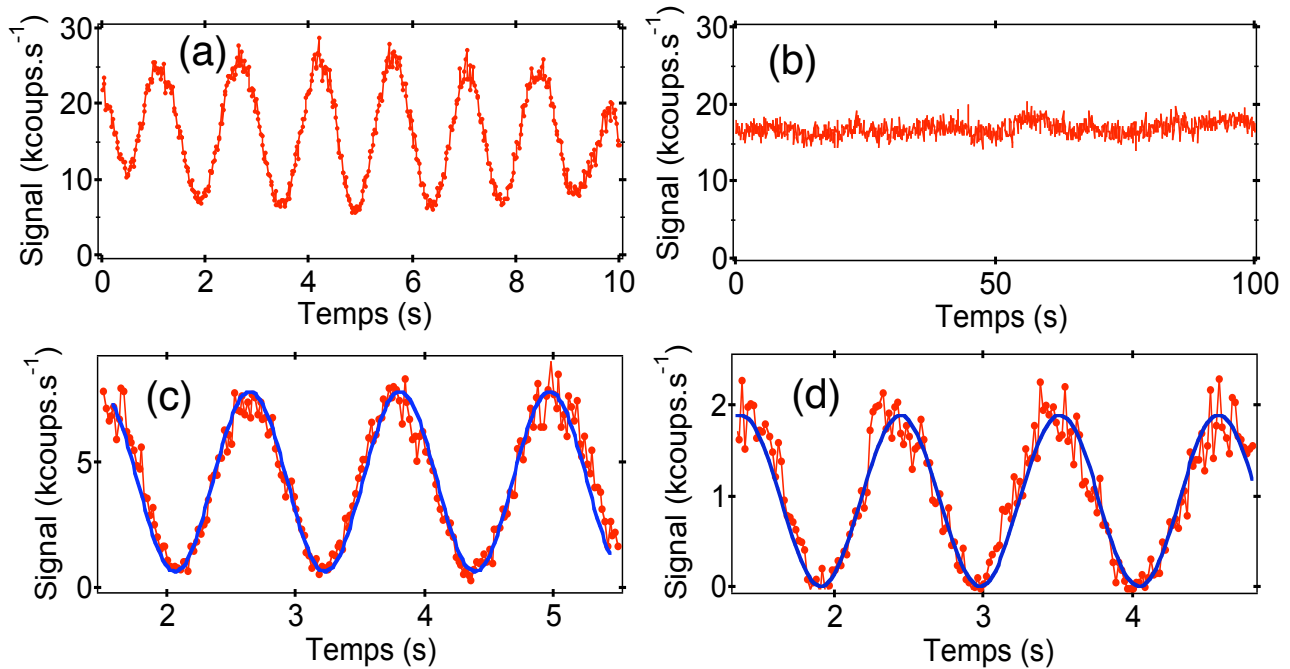 (a)
Signal (kcoups.s⁻¹)
30
20
10
0
0 2 4 6 8 10
Temps (s)
(b)
Signal (kcoups.s⁻¹)
30
20
10
0
0 50 100
Temps (s)
(c)
Signal (kcoups.s⁻¹)
5
0
2 3 4 5
Temps (s)
(d)
Signal (kcoups.s⁻¹)
2
1
0
2 3 4
Temps (s)